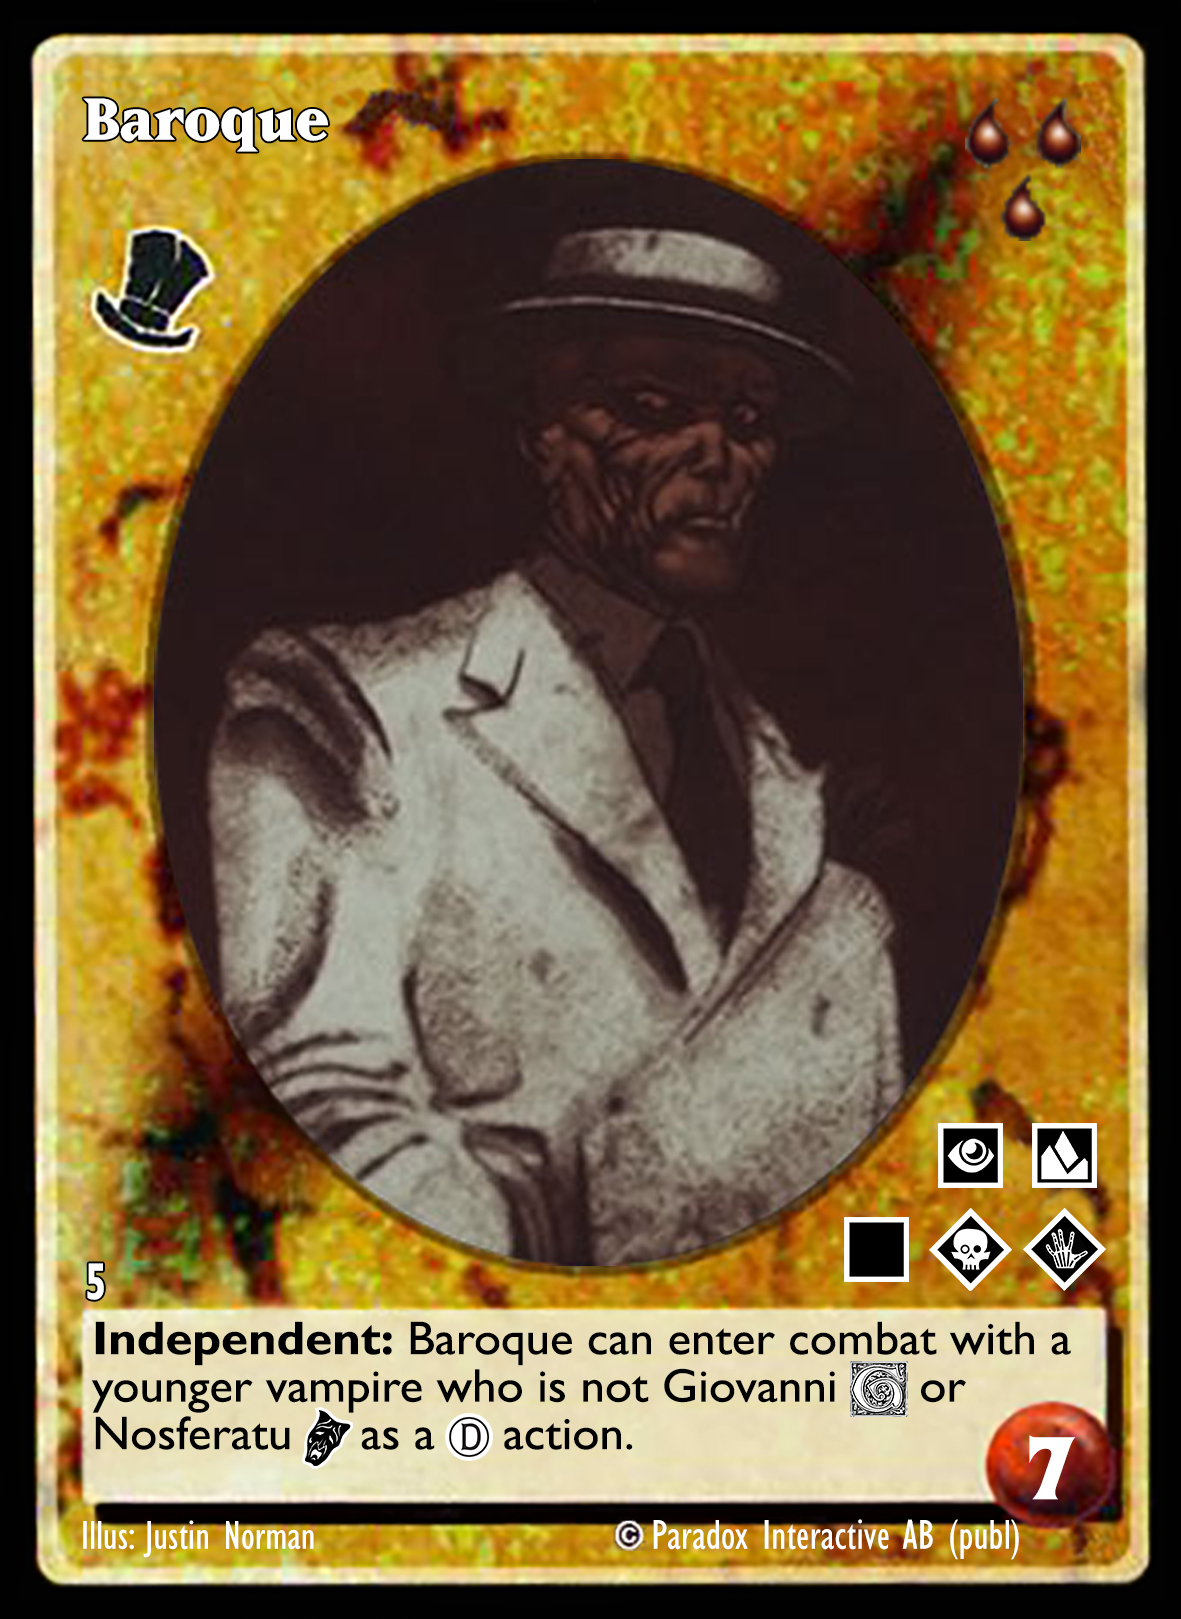 Baroque
5
Independent: Baroque can enter combat with a
younger vampire who is not Giovanni G or
Nosferatu as a D action.
7
Illus: Justin Norman © Paradox Interactive AB (publ)